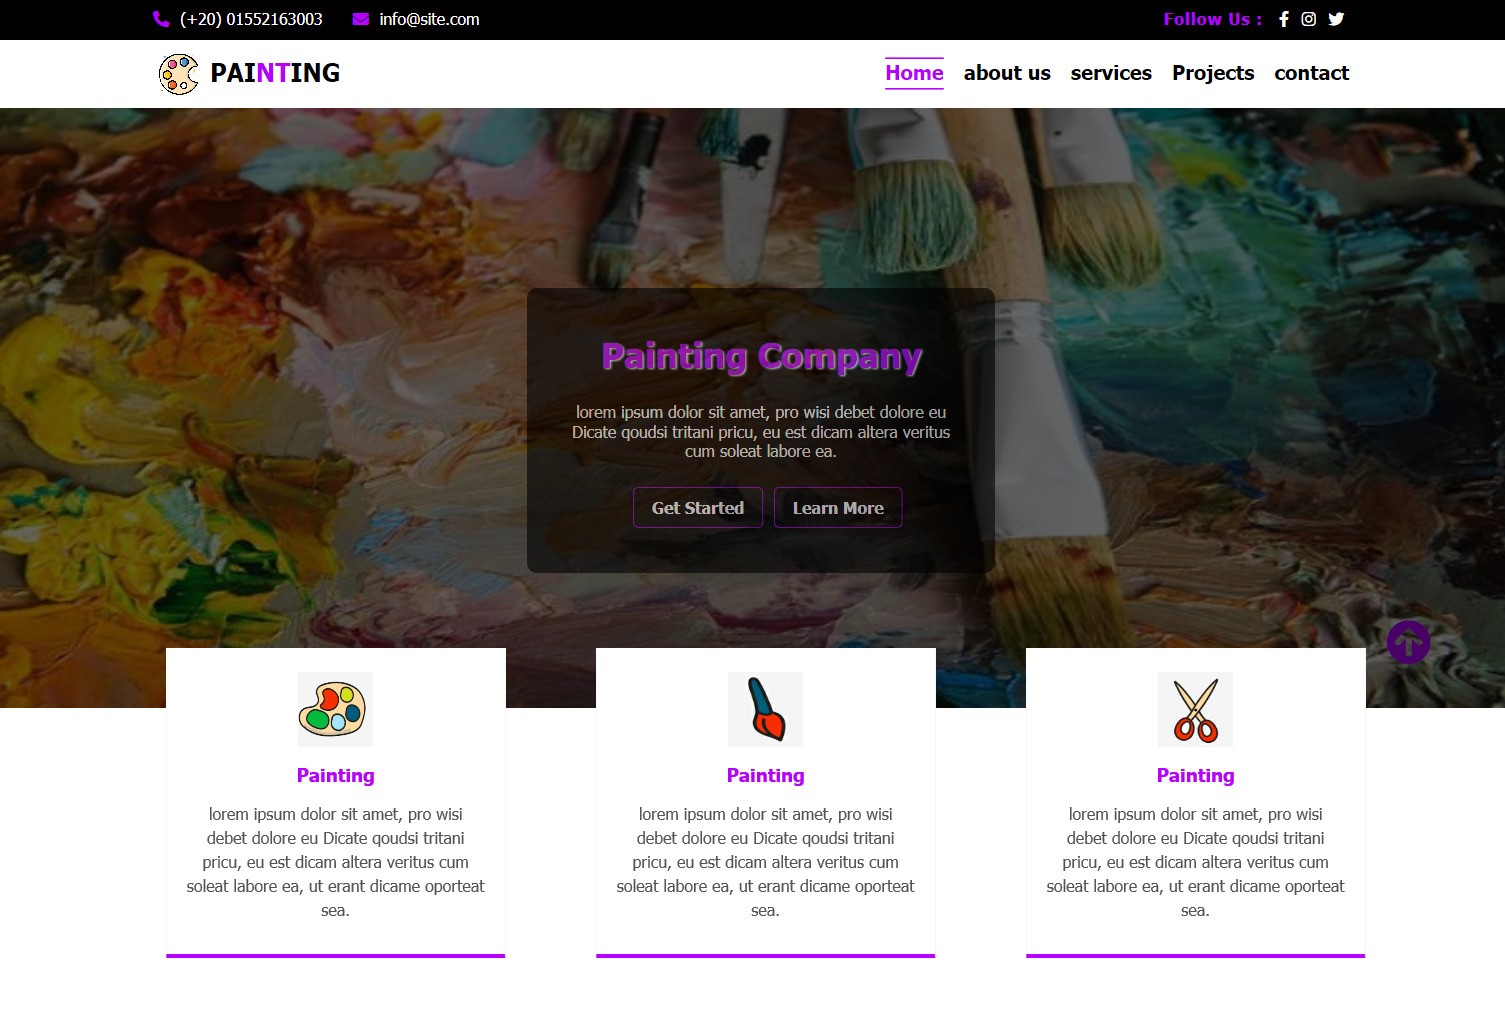 (+20) 01552163003 info@site.com Follow Us :
PAINTING Home about us services Projects contact
Painting Company
lorem ipsum dolor sit amet, pro wisi debet dolore eu
Dicate qoudsi tritani pricu, eu est dicam altera veritus
cum soleat labore ea.
Get Started Learn More
Painting
lorem ipsum dolor sit amet, pro wisi
debet dolore eu Dicate qoudsi tritani
pricu, eu est dicam altera veritus cum
soleat labore ea, ut erant dicame oporteat
sea.
Painting
lorem ipsum dolor sit amet, pro wisi
debet dolore eu Dicate qoudsi tritani
pricu, eu est dicam altera veritus cum
soleat labore ea, ut erant dicame oporteat
sea.
Painting
lorem ipsum dolor sit amet, pro wisi
debet dolore eu Dicate qoudsi tritani
pricu, eu est dicam altera veritus cum
soleat labore ea, ut erant dicame oporteat
sea.